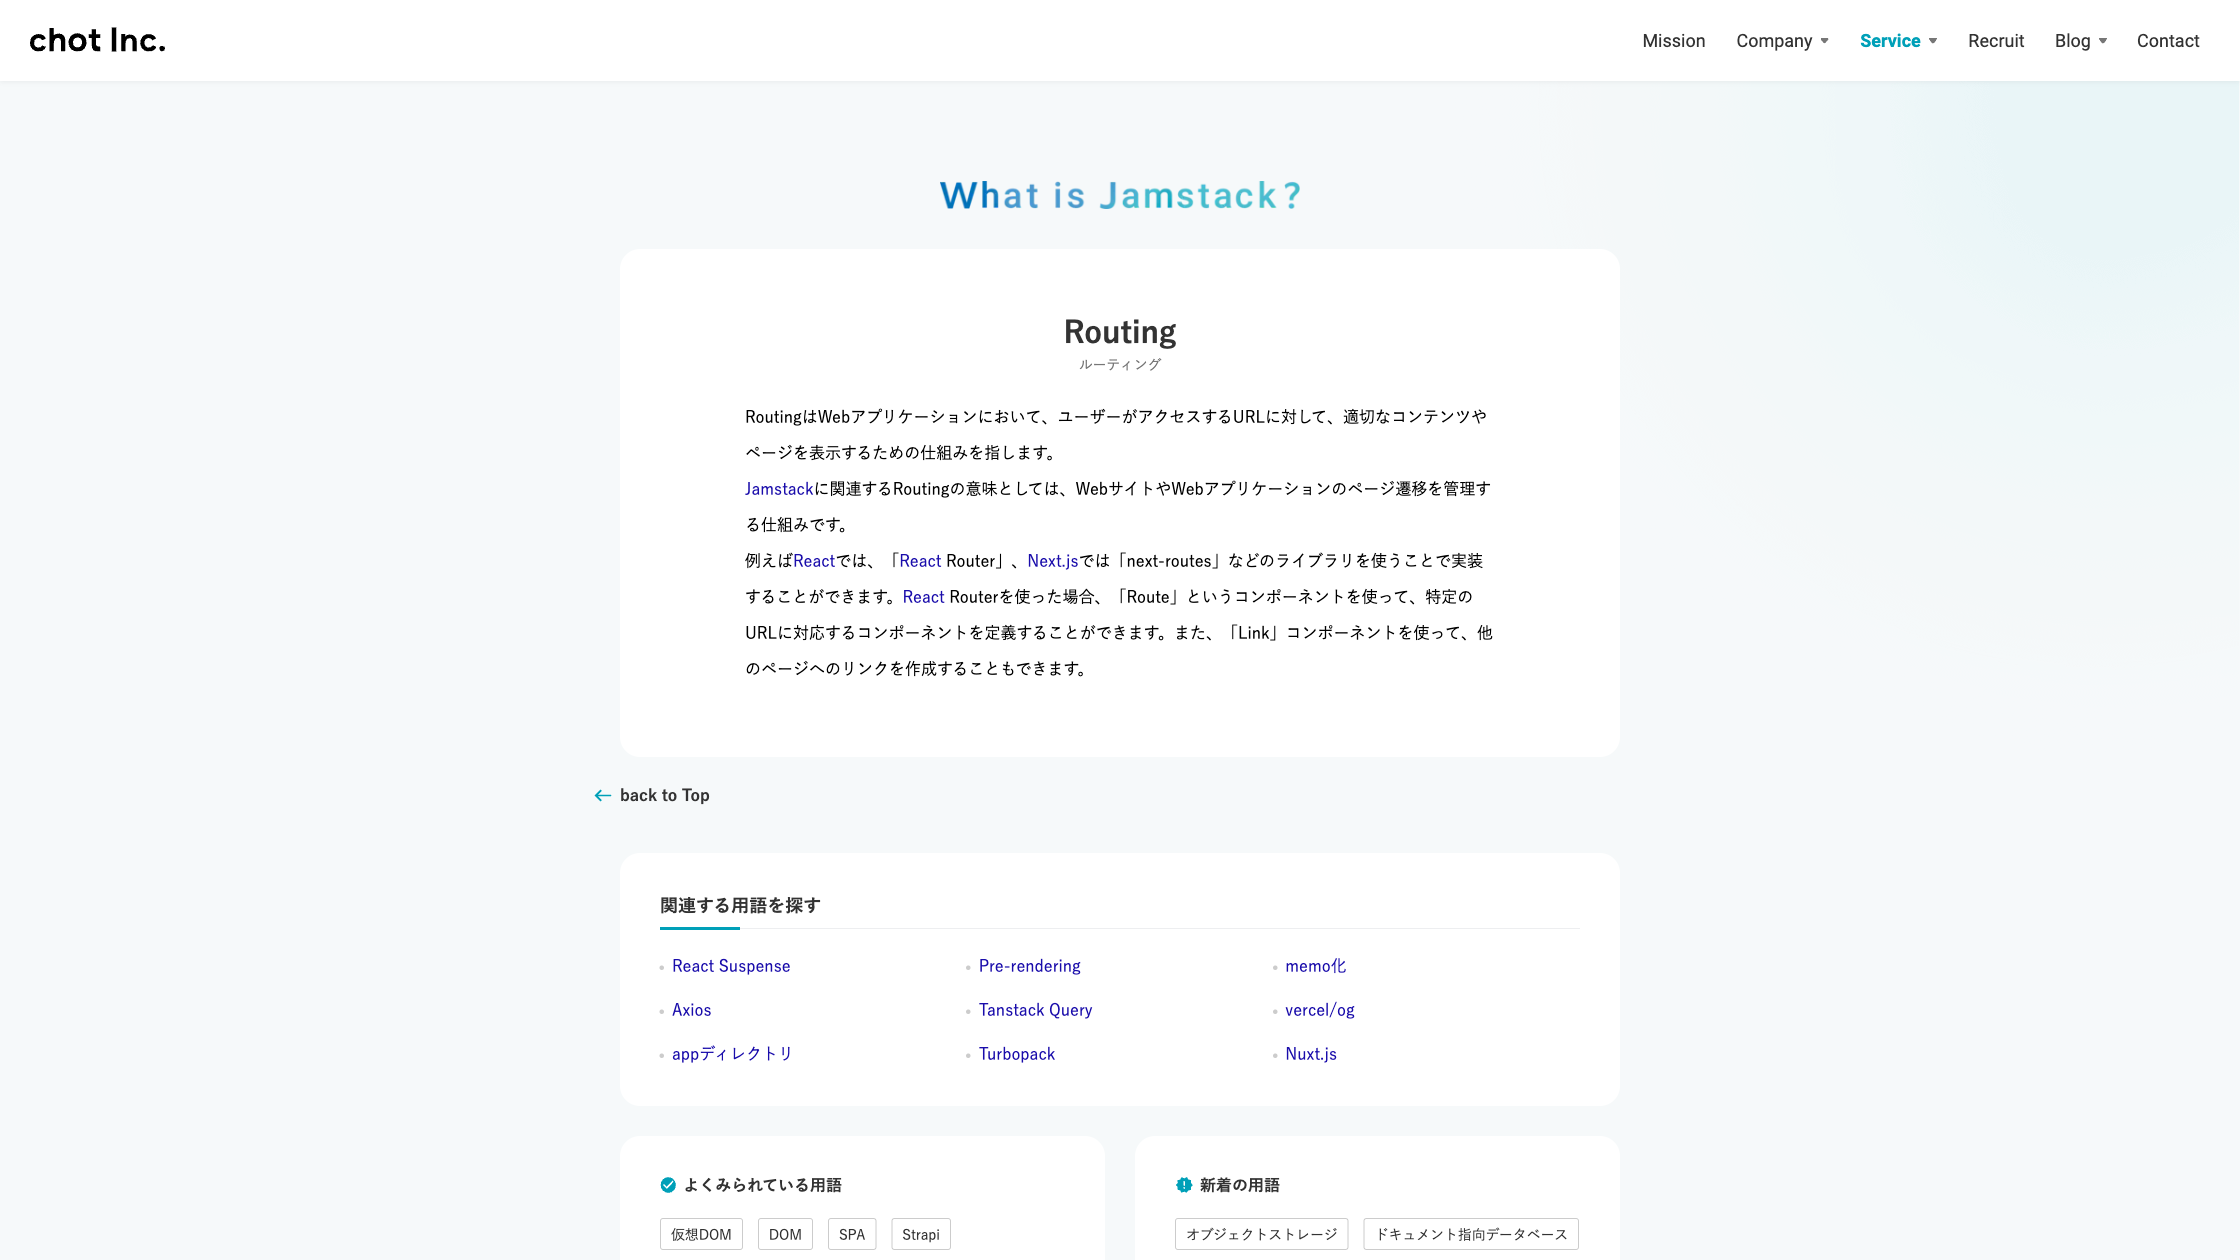 chot Inc.
Mission Company Service Recruit Blog Contact
What is Jamstack?
Routing
ルーティング
RoutingはWebアプリケーションにおいて、ユーザーがアクセスするURLに対して、適切なコンテンツや
ページを表示するための仕組みを指します。
Jamstackに関連するRoutingの意味としては、WebサイトやWebアプリケーションのページ遷移を管理す
る仕組みです。
例えばReactでは、「React Router」、Next.jsでは「next-routes」などのライブラリを使うことで実装
することができます。React Routerを使った場合、「Route」というコンポーネントを使って、特定の
URLに対応するコンポーネントを定義することができます。また、「Link」コンポーネントを使って、他
のページへのリンクを作成することもできます。
back to Top
関連する用語を探す
React Suspense Pre-rendering memo化
Axios Tanstack Query vercel/og
appディレクトリ Turbopack Nuxt.js
よくみられている用語
仮想DOM DOM SPA Strapi
新着の用語
オブジェクトストレージ ドキュメント指向データベース